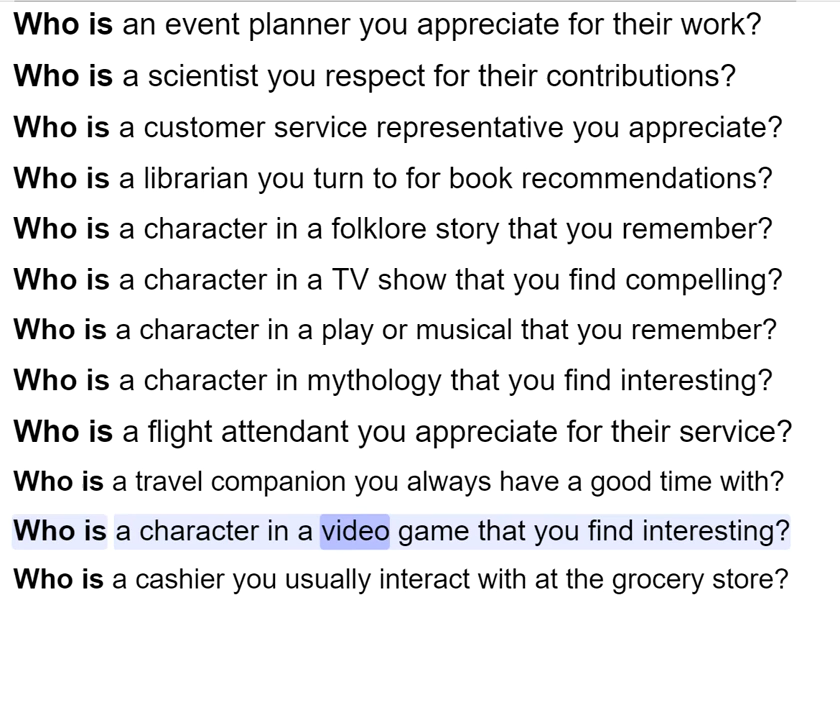 Who is an event planner you appreciate for their work?
Who is a scientist you respect for their contributions?
Who is a customer service representative you appreciate?
Who is a librarian you turn to for book recommendations?
Who is a character in a folklore story that you remember?
Who is a character in a TV show that you find compelling?
Who is a character in a play or musical that you remember?
Who is a character in mythology that you find interesting?
Who is a flight attendant you appreciate for their service?
Who is a travel companion you always have a good time with?
Who is a character in a video game that you find interesting?
Who is a cashier you usually interact with at the grocery store?